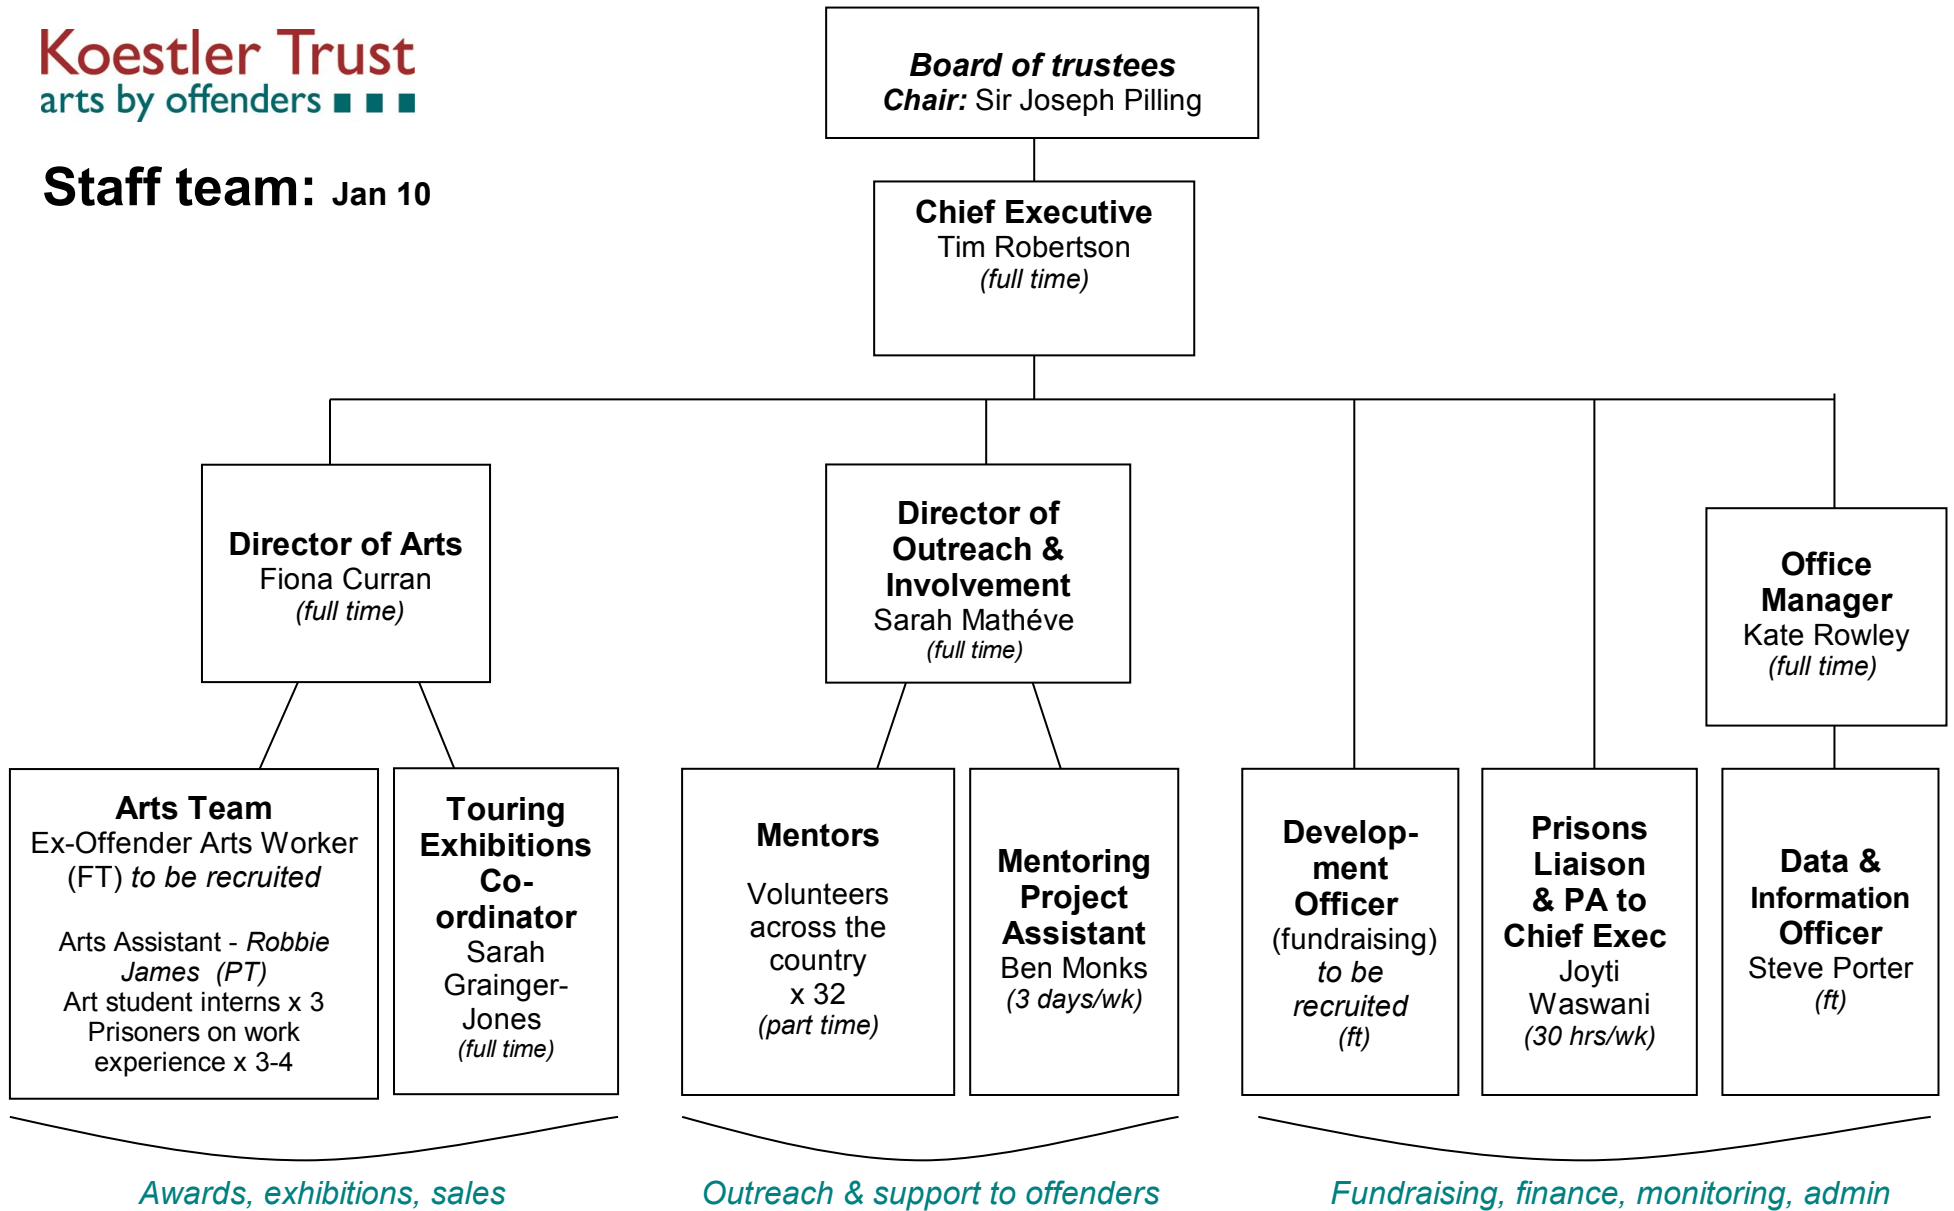 Koestler Trust
arts by offenders
Staff team: Jan 10
Board of trustees
Chair: Sir Joseph Pilling
Chief Executive
Tim Robertson
(full time)
Director of Arts
Fiona Curran
(full time)
Director of
Outreach &
Involvement
Sarah Mathéve
(full time)
Office
Manager
Kate Rowley
(full time)
Arts Team
Ex-Offender Arts Worker
(FT) to be recruited
Arts Assistant - Robbie
James (PT)
Art student interns x 3
Prisoners on work
experience x 3-4
Touring
Exhibitions
Co-
ordinator
Sarah
Grainger-
Jones
(full time)
Mentors
Volunteers
across the
country
x 32
(part time)
Mentoring
Project
Assistant
Ben Monks
(3 days/wk)
Develop-
ment
Officer
(fundraising)
to be
recruited
(ft)
Prisons
Liaison
& PA to
Chief Exec
Joyti
Waswani
(30 hrs/wk)
Data &
Information
Officer
Steve Porter
(ft)
Awards, exhibitions, sales
Outreach & support to offenders
Fundraising, finance, monitoring, admin